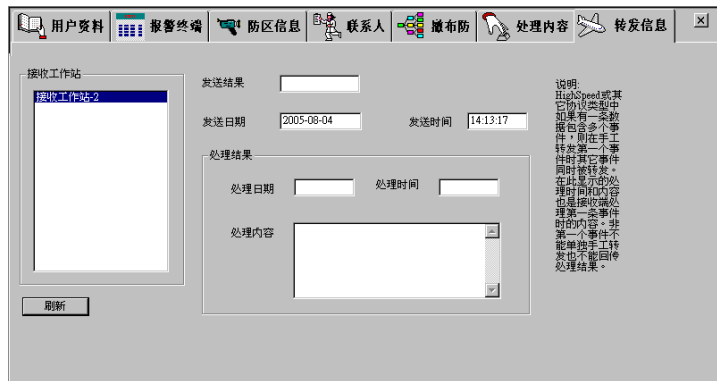 用户资料 报警终端 防区信息 联系人 撤布防 处理内容 转发信息
接收工作站
接收工作站-2
刷新
发送结果
发送日期 2005-08-04 发送时间 14:13:17
处理结果
处理日期 处理时间
处理内容
说明:
HighSpeed或其
它协议类型中
如果有一条数
据包含多个事
件，则在手工
转发第一个事
件时其它事件
同时被转发。
在此显示的处
理时间和内容
也是接收端处
理第一条事件
时的内容。非
第一个事件不
能单独手工转
发也不能回传
处理结果。